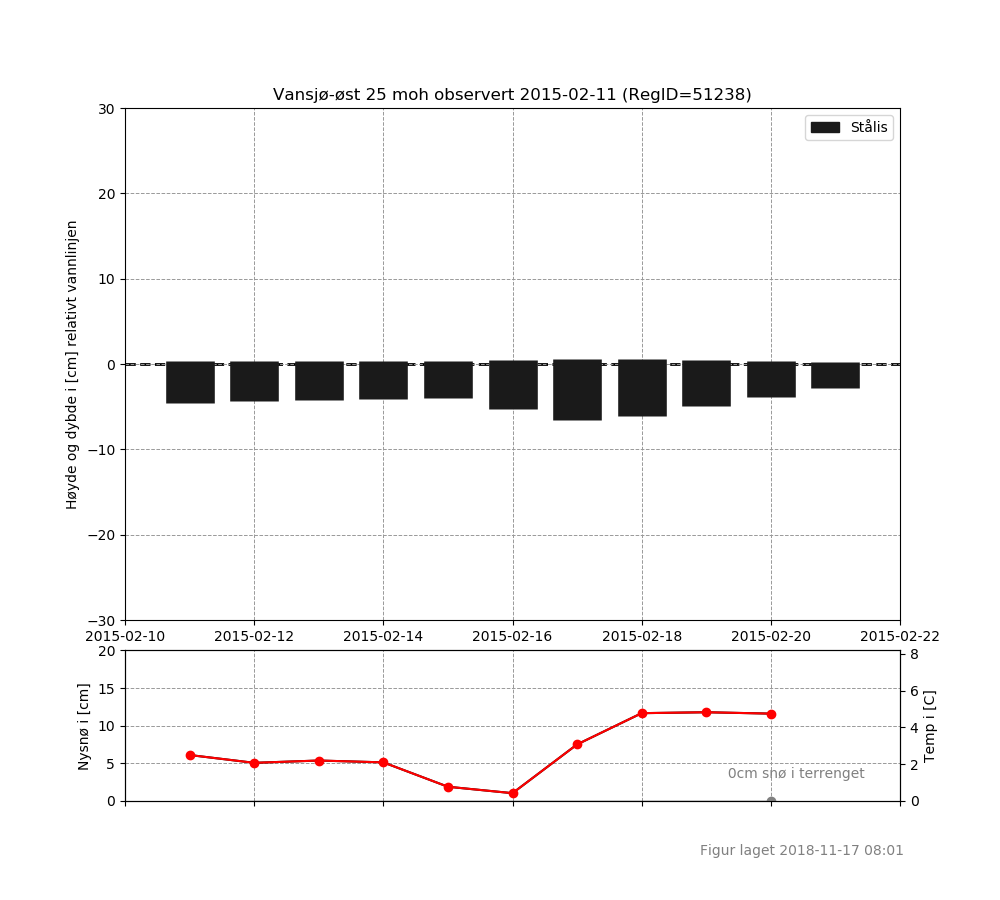 Vansjø-øst 25 moh observert 2015-02-11 (RegID=51238)
Stålis
Høyde og dybde i [cm] relativt vannlinjen
30
20
10
0
−10
−20
−30
2015-02-10 2015-02-12 2015-02-14 2015-02-16 2015-02-18 2015-02-20 2015-02-22
Nysnø i [cm]
20
15
10
5
0
8
6
4
2
0
Temp i [C]
0cm snø i terrenget
Figur laget 2018-11-17 08:01